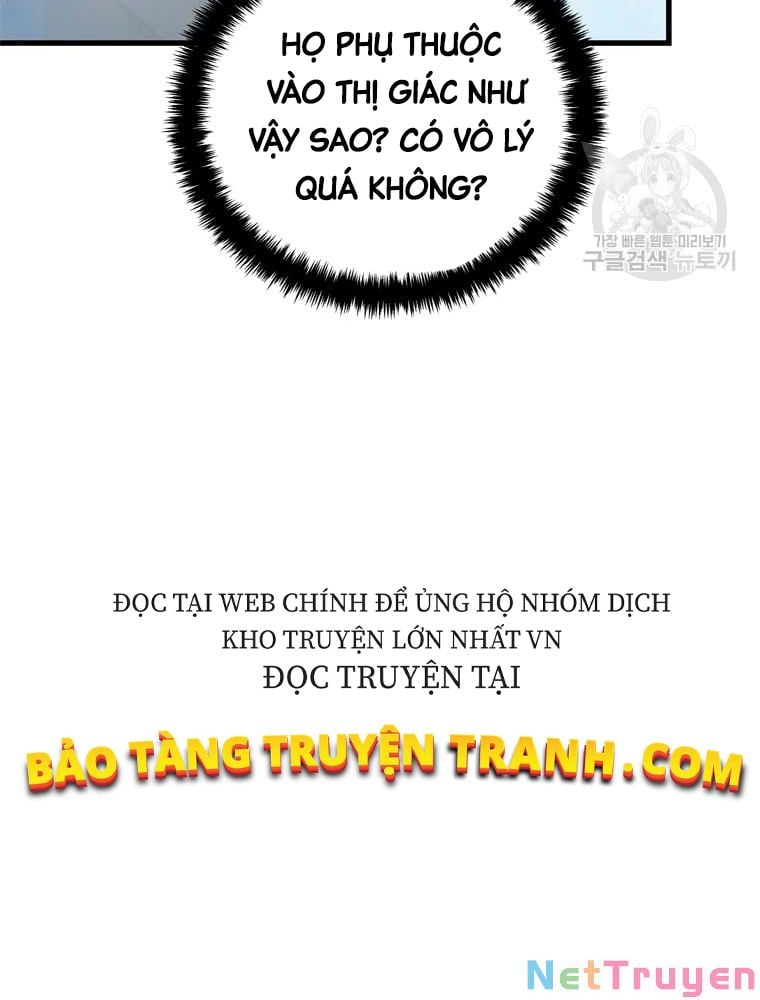 HỌ PHỤ THUỘC
VÀO THỊ GIÁC NHƯ
VẬY SAO? CÓ VÔ LÝ
QUÁ KHÔNG?
가장 빠른 웹툰 미리보기
구글검색 뉴토끼
ĐỌC TẠI WEB CHÍNH ĐỂ ỦNG HỘ NHÓM DỊCH
KHO TRUYỆN LỚN NHẤT VN
ĐỌC TRUYỆN TẠI
BẢO TÀNG TRUYỆN TRANH.COM
NetTruyen